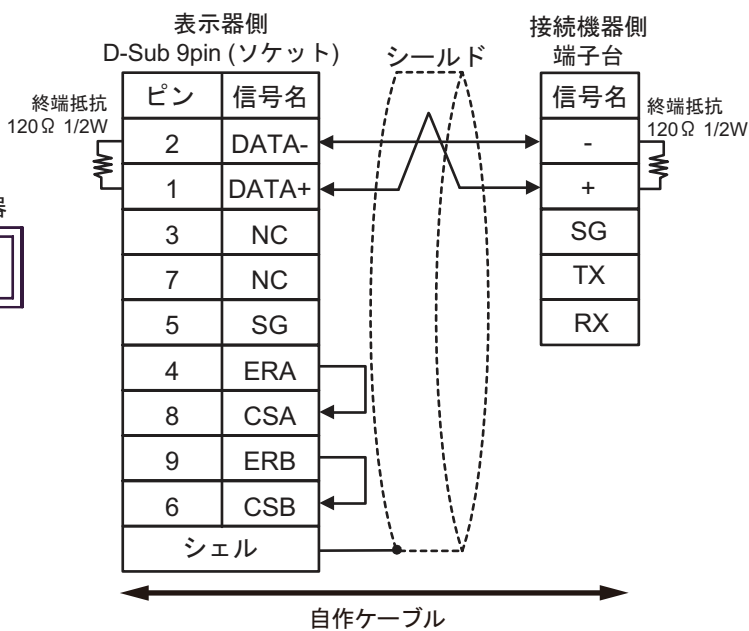 表示器側
D-Sub 9pin (ソケット)
シールド
接続機器側
端子台
終端抵抗
120Ω 1/2W
ピン 信号名
2 DATA-
1 DATA+
3 NC
7 NC
5 SG
4 ERA
8 CSA
9 ERB
6 CSB
シェル
信号名
-
+
SG
TX
RX
終端抵抗
120Ω 1/2W
器
自作ケーブル